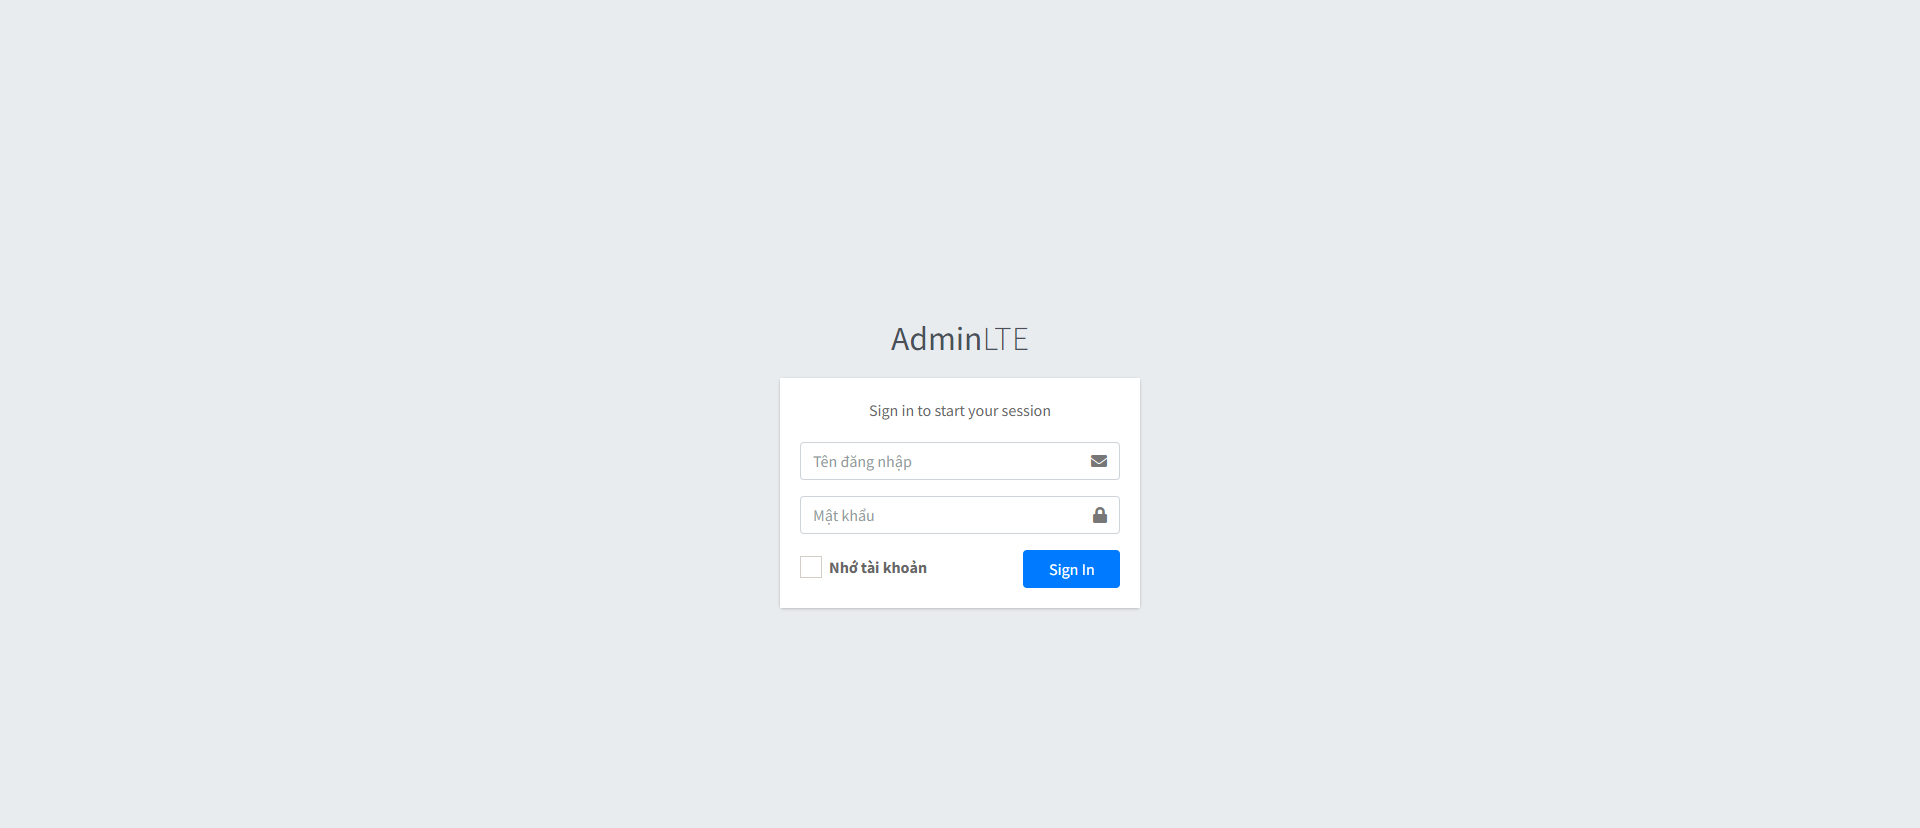 AdminLTE
Sign in to start your session
Tên đăng nhập
Mật khẩu
Nhớ tài khoản
Sign In